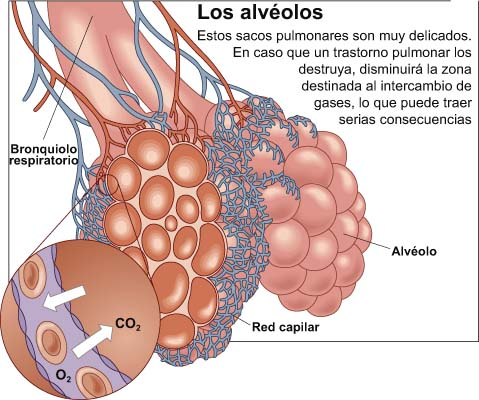 Los alvéolos
Estos sacos pulmonares son muy delicados.
En caso que un trastorno pulmonar los
destruya, disminuirá la zona
destinada al intercambio de
gases, lo que puede traer
serias consecuencias
Bronquiolo
respiratorio
Alvéolo
Red capilar
CO₂
O₂